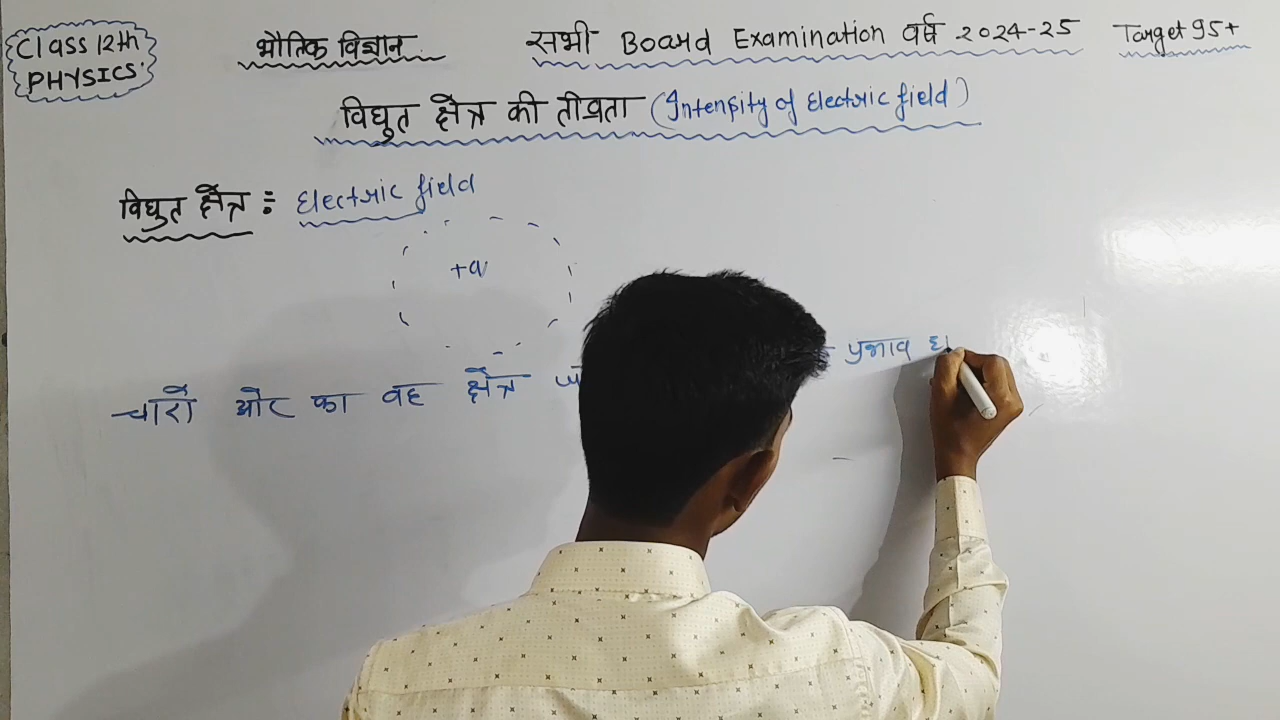 Class 12th
PHYSICS
भौतिक विज्ञान
सभी Board Examination वर्ष 2024-25
Target 95+
विद्युत क्षेत्र की तीव्रता (Intensity of Electric field)
विद्युत क्षेत्र : Electric field
+q
चारों ओर का वह क्षेत्र
प्रभाव